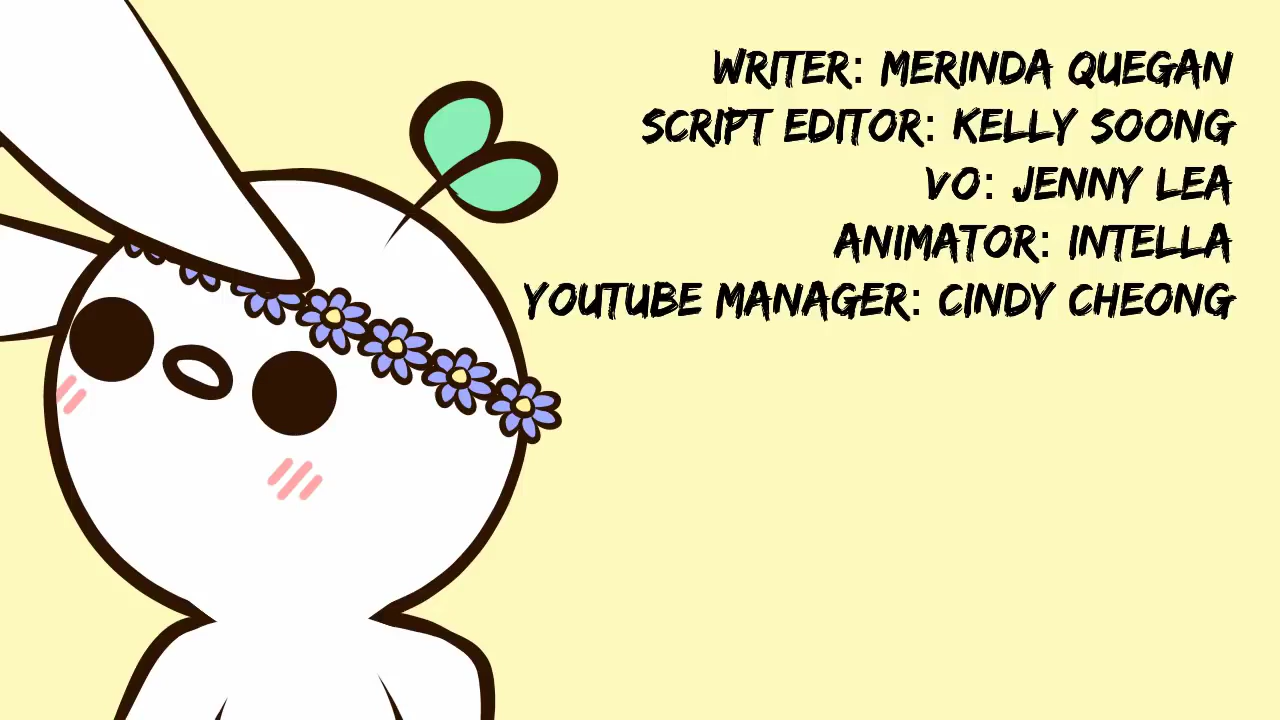 WRITER: MERINDA QUEGAN
SCRIPT EDITOR: KELLY SOONG
VO: JENNY LEA
ANIMATOR: INTELLA
YOUTUBE MANAGER: CINDY CHEONG